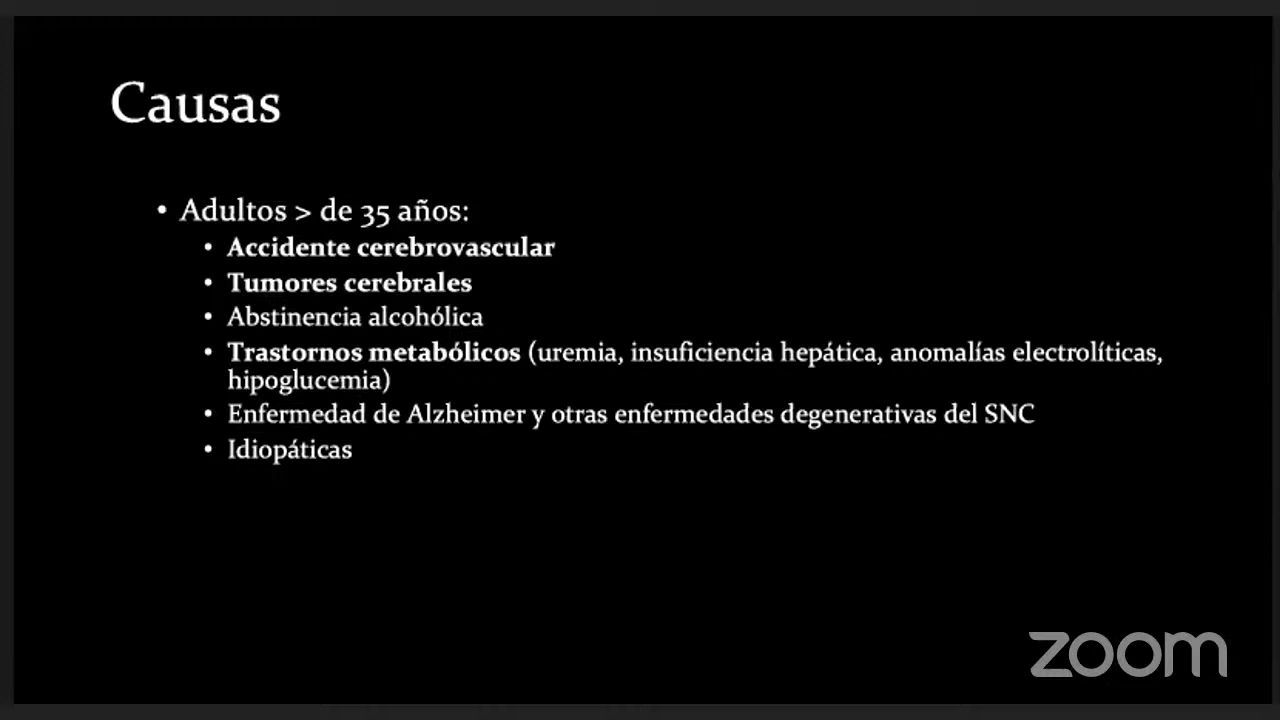 Causas
• Adultos > de 35 años:
• Accidente cerebrovascular
• Tumores cerebrales
• Abstinencia alcohólica
• Trastornos metabólicos (uremia, insuficiencia hepática, anomalías electrolíticas,
hipoglucemia)
• Enfermedad de Alzheimer y otras enfermedades degenerativas del SNC
• Idiopáticas
zoom